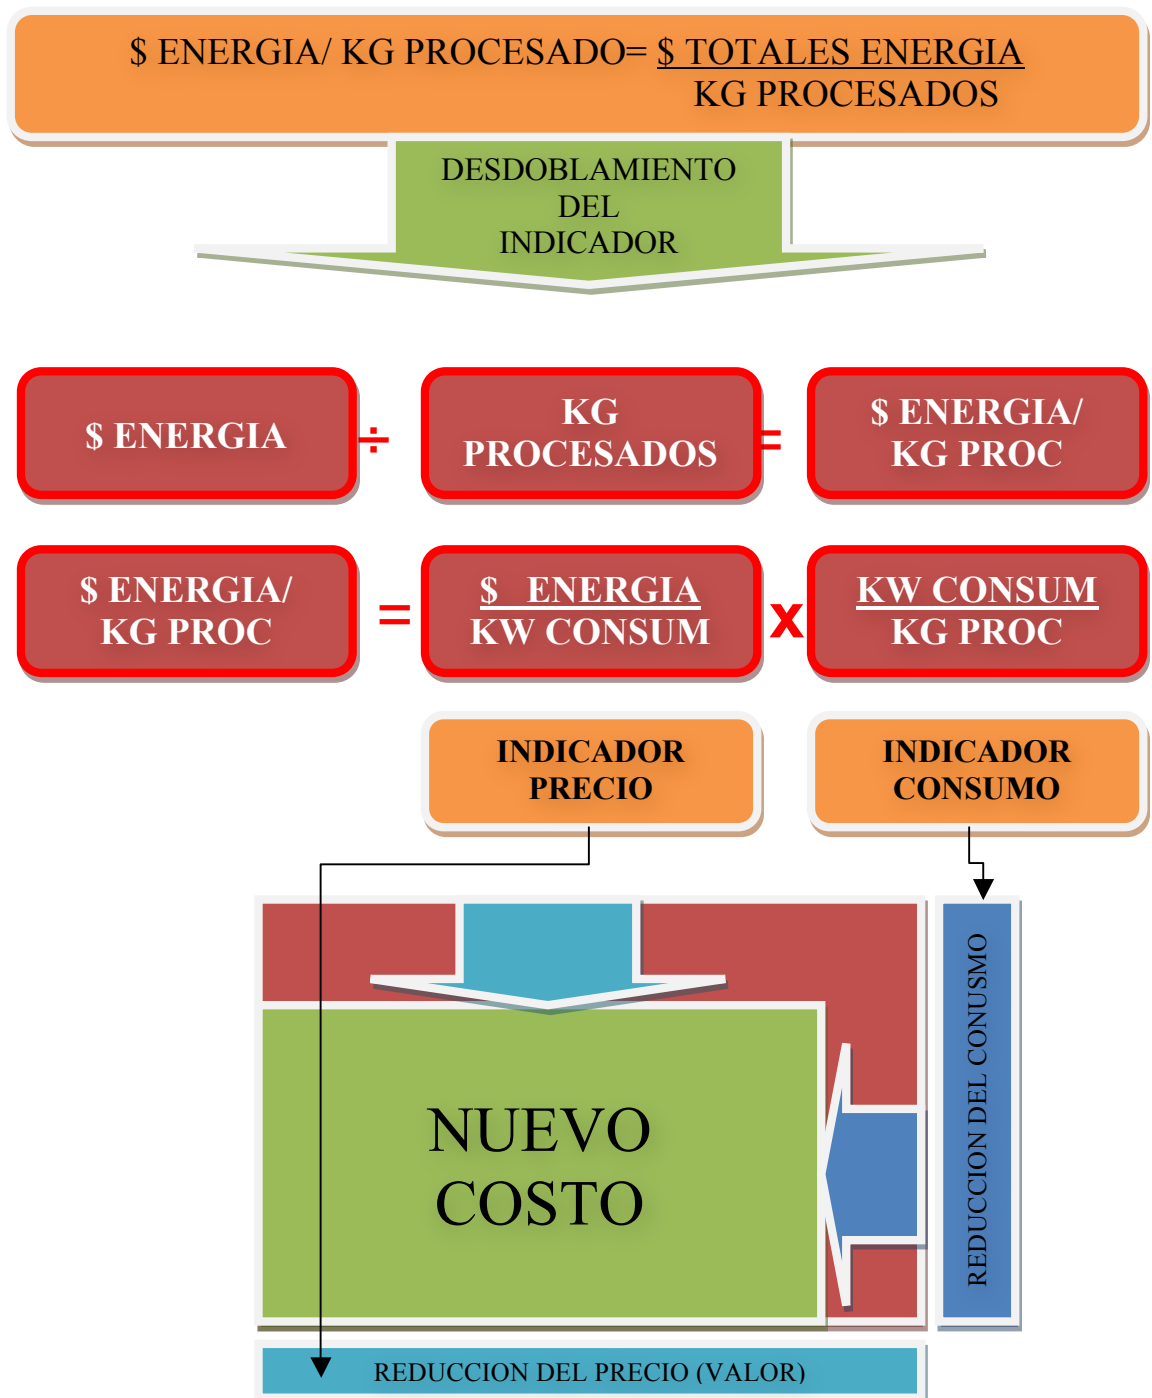 $ ENERGIA/ KG PROCESADO= $ TOTALES ENERGIA
KG PROCESADOS
DESDOBLAMIENTO
DEL
INDICADOR
$ ENERGIA
÷
KG
PROCESADOS
=
$ ENERGIA/
KG PROC
$ ENERGIA/
KG PROC
=
$ ENERGIA
KW CONSUM
x
KW CONSUM
KG PROC
INDICADOR
PRECIO
INDICADOR
CONSUMO
NUEVO
COSTO
REDUCCION DEL CONUSMO
REDUCCION DEL PRECIO (VALOR)